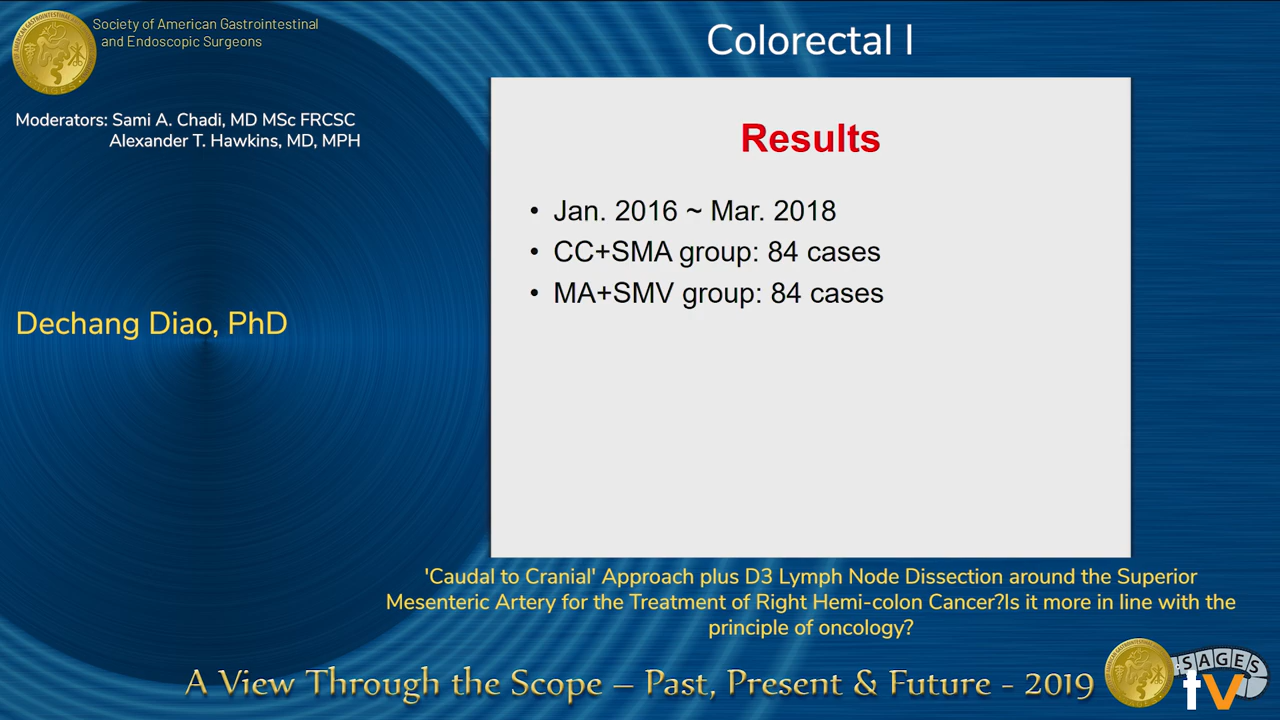 Society of American Gastrointestinal
and Endoscopic Surgeons
Colorectal I
Moderators: Sami A. Chadi, MD MSc FRCSC
Alexander T. Hawkins, MD, MPH
Results
• Jan. 2016 ~ Mar. 2018
• CC+SMA group: 84 cases
• MA+SMV group: 84 cases
Dechang Diao, PhD
'Caudal to Cranial' Approach plus D3 Lymph Node Dissection around the Superior
Mesenteric Artery for the Treatment of Right Hemi-colon Cancer?Is it more in line with the
principle of oncology?
A View Through the Scope – Past, Present & Future - 2019
SAGES
tv